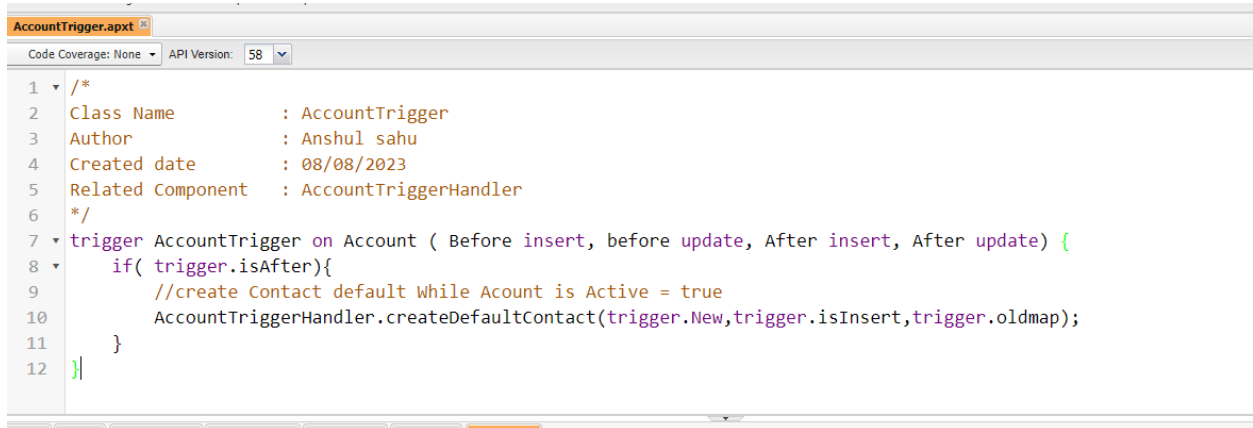 AccountTrigger.apxt
Code Coverage: None API Version: 58
1 /*
2 Class Name : AccountTrigger
3 Author : Anshul sahu
4 Created date : 08/08/2023
5 Related Component : AccountTriggerHandler
6 */
7 trigger AccountTrigger on Account ( Before insert, before update, After insert, After update) {
8 if( trigger.isAfter){
9 //create Contact default While Acount is Active = true
10 AccountTriggerHandler.createDefaultContact(trigger.New,trigger.isInsert,trigger.oldmap);
11 }
12 }